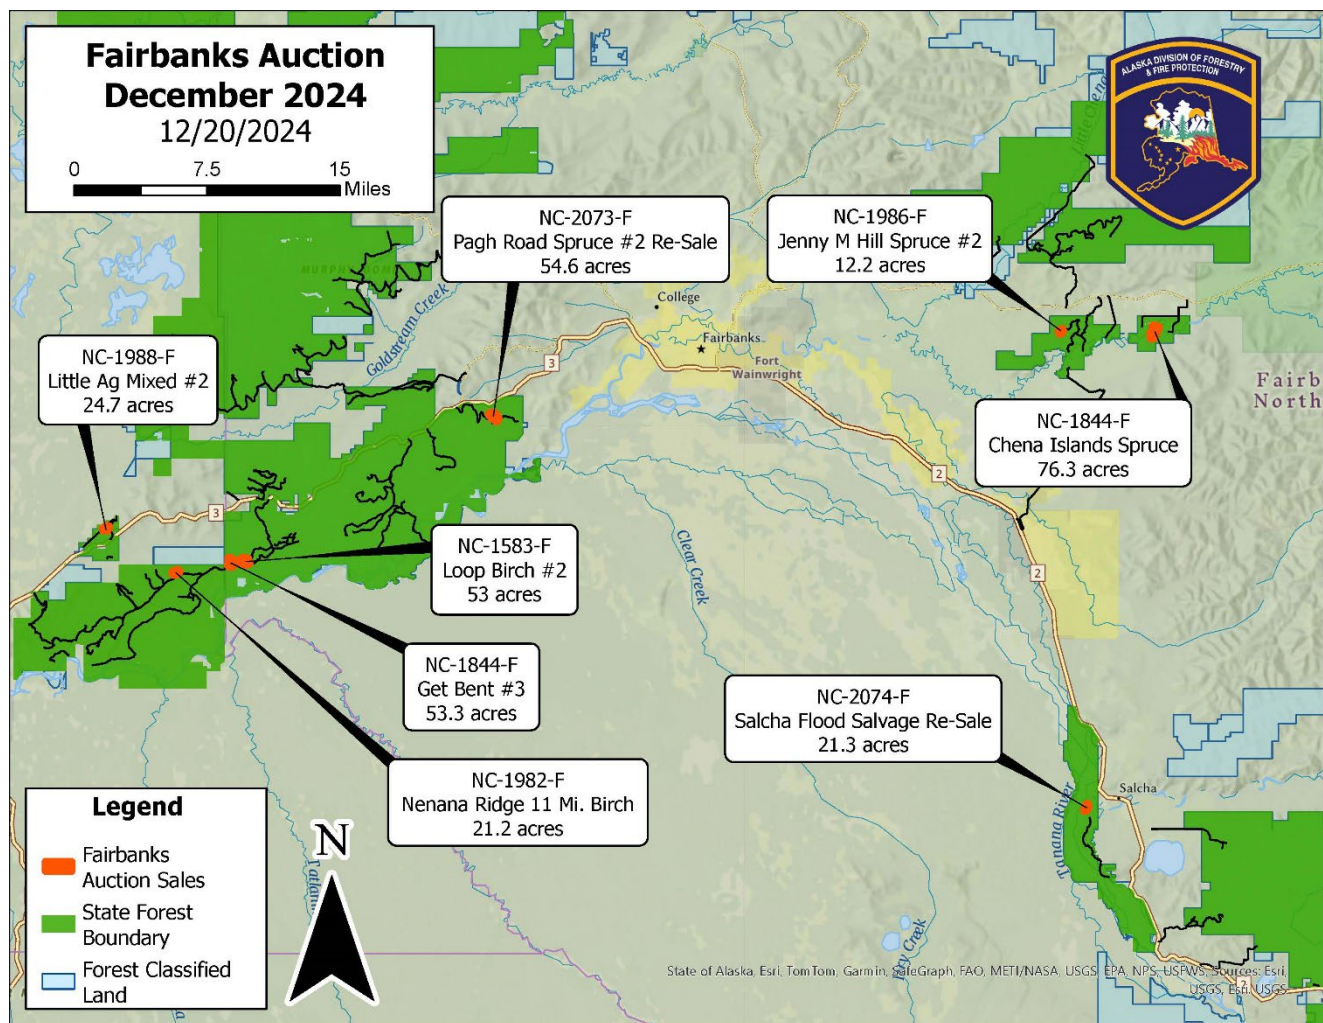 Fairbanks Auction
December 2024
12/20/2024
0 7.5 15
Miles
ALASKA DIVISION OF FORESTRY
& FIRE PROTECTION
NC-2073-F
Pagh Road Spruce #2 Re-Sale
54.6 acres
NC-1986-F
Jenny M Hill Spruce #2
12.2 acres
NC-1988-F
Little Ag Mixed #2
24.7 acres
NC-1844-F
Chena Islands Spruce
76.3 acres
NC-1583-F
Loop Birch #2
53 acres
NC-1844-F
Get Bent #3
53.3 acres
NC-1982-F
Nenana Ridge 11 Mi. Birch
21.2 acres
NC-2074-F
Salcha Flood Salvage Re-Sale
21.3 acres
Goldstream Creek
College
Fairbanks
Fort
Wainwright
Fairb
North
3
3
2
2
2
Clear Creek
Tanana River
Salcha
Legend
Fairbanks
Auction Sales
State Forest
Boundary
Forest Classified
Land
N
State of Alaska, Esri, TomTom, Garmin, SafeGraph, FAO, METI/NASA, USGS, EPA, NPS, USFWS, Sources: Esri,
USGS, Esri, USGS